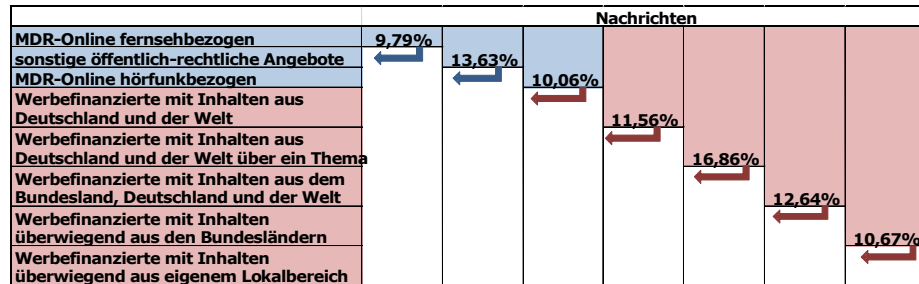 Nachrichten
MDR-Online fernsehbezogen
9,79%
sonstige öffentlich-rechtliche Angebote
13,63%
MDR-Online hörfunkbezogen
10,06%
Werbefinanzierte mit Inhalten aus
Deutschland und der Welt
11,56%
Werbefinanzierte mit Inhalten aus
Deutschland und der Welt über ein Thema
16,86%
Werbefinanzierte mit Inhalten aus dem
Bundesland, Deutschland und der Welt
12,64%
Werbefinanzierte mit Inhalten
überwiegend aus den Bundesländern
10,67%
Werbefinanzierte mit Inhalten
überwiegend aus eigenem Lokalbereich